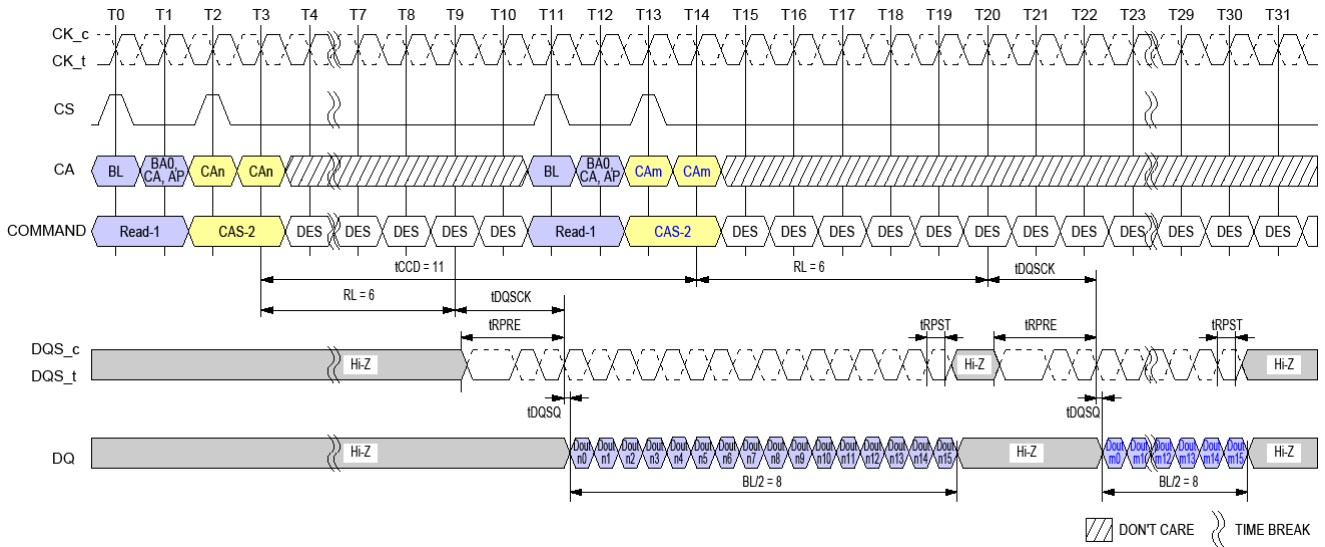 T0 T1 T2 T3 T4 T7 T8 T9 T10 T11 T12 T13 T14 T15 T16 T17 T18 T19 T20 T21 T22 T23 T29 T30 T31
CK_c
CK_t
CS
CA BL BA0, CA, AP CAn CAn BL BA0, CA, AP CAm CAm
COMMAND Read-1 CAS-2 DES DES DES DES DES Read-1 CAS-2 DES DES DES DES DES DES DES DES DES DES DES DES
tCCD = 11 RL = 6 tDQSCK
RL = 6 tDQSCK
tRPRE tRPST tRPRE tRPST
DQS_c
DQS_t
Hi-Z Hi-Z Hi-Z
tDQSQ tDQSQ
DQ Hi-Z Dout n0 Dout n1 Dout n2 Dout n3 Dout n4 Dout n5 Dout n6 Dout n7 Dout n8 Dout n9 Dout n10 Dout n11 Dout n12 Dout n13 Dout n14 Dout n15 Hi-Z Dout m0 Dout m1 Dout m12 Dout m13 Dout m14 Dout m15 Hi-Z
BL/2 = 8 BL/2 = 8
DON'T CARE TIME BREAK